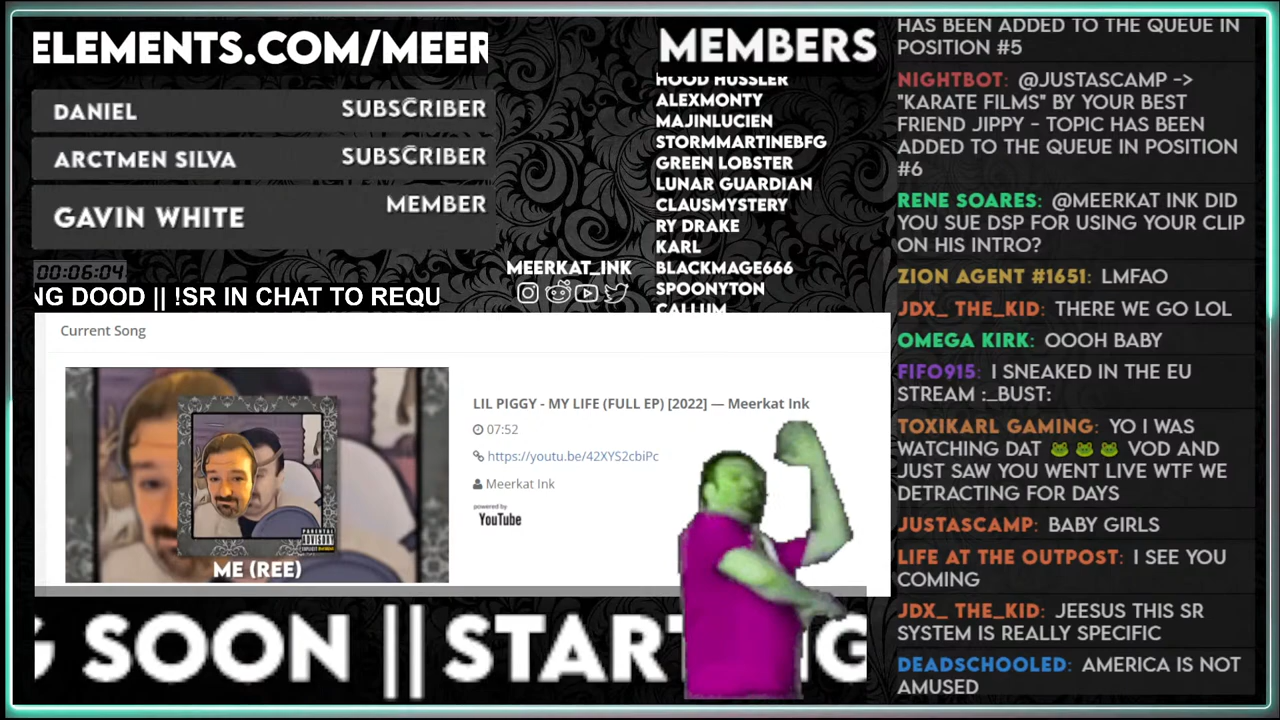 ELEMENTS.COM/MEER
DANIEL SUBSCRIBER
ARCTMEN SILVA SUBSCRIBER
GAVIN WHITE MEMBER
00:06:04
NG DOOD || !SR IN CHAT TO REQU
MEERKAT_INK
MEMBERS
HOOD HUSSLER
ALEXMONTY
MAJINLUCIEN
STORMMARTINEBFG
GREEN LOBSTER
LUNAR GUARDIAN
CLAUSMYSTERY
RY DRAKE
KARL
BLACKMAGE666
SPOONYTON
CALLUM
Current Song
LIL PIGGY - MY LIFE (FULL EP) [2022] — Meerkat Ink
07:52
https://youtu.be/42XYS2cbiPc
Meerkat Ink
powered by
YouTube
PARENTAL
ADVISORY
ME (REE)
G SOON || STARTING
HAS BEEN ADDED TO THE QUEUE IN
POSITION #5
NIGHTBOT: @JUSTASCAMP ->
"KARATE FILMS" BY YOUR BEST
FRIEND JIPPY - TOPIC HAS BEEN
ADDED TO THE QUEUE IN POSITION
#6
RENE SOARES: @MEERKAT INK DID
YOU SUE DSP FOR USING YOUR CLIP
ON HIS INTRO?
ZION AGENT #1651: LMFAO
JDX_ THE_KID: THERE WE GO LOL
OMEGA KIRK: OOOH BABY
FIFO915: I SNEAKED IN THE EU
STREAM :_BUST:
TOXIKARL GAMING: YO I WAS
WATCHING DAT 🐸 🐸 🐸 VOD AND
JUST SAW YOU WENT LIVE WTF WE
DETRACTING FOR DAYS
JUSTASCAMP: BABY GIRLS
LIFE AT THE OUTPOST: I SEE YOU
COMING
JDX_ THE_KID: JEESUS THIS SR
SYSTEM IS REALLY SPECIFIC
DEADSCHOOLED: AMERICA IS NOT
AMUSED